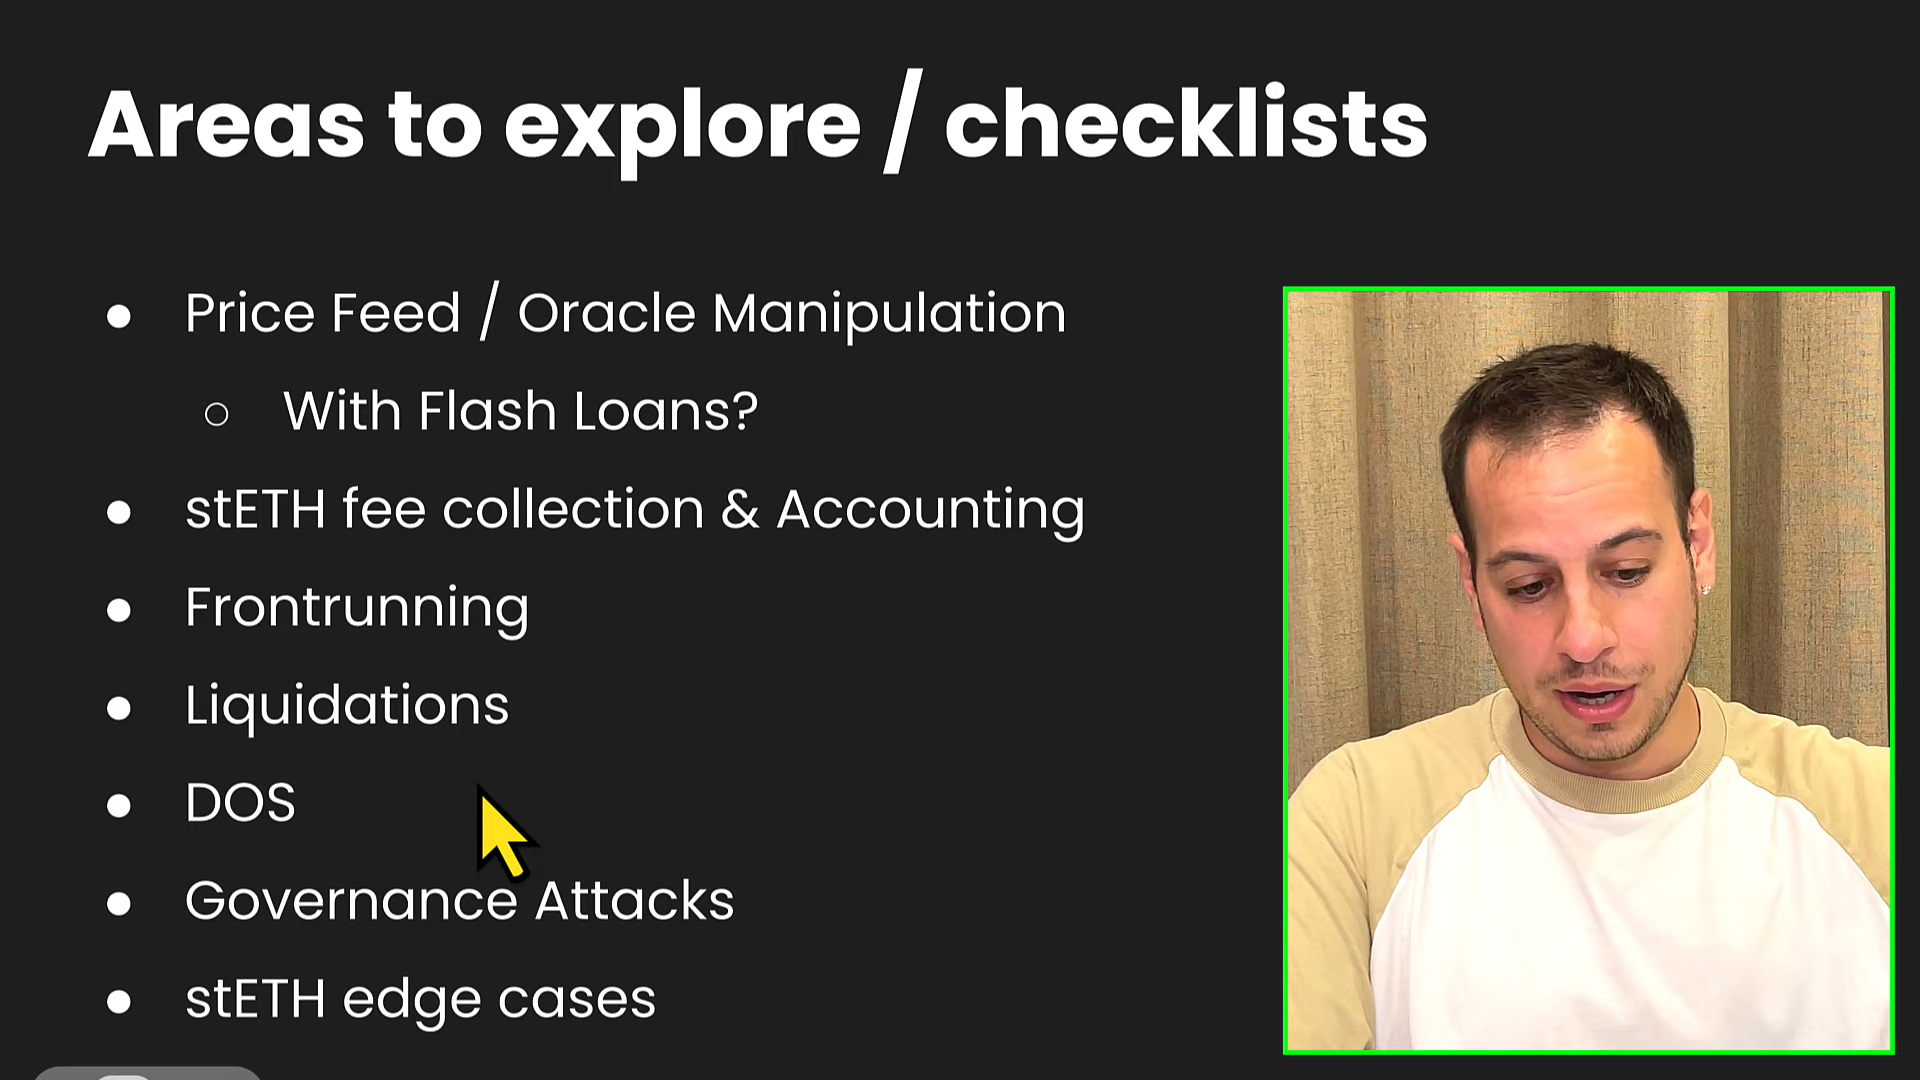 Areas to explore / checklists
● Price Feed / Oracle Manipulation
○ With Flash Loans?
● stETH fee collection & Accounting
● Frontrunning
● Liquidations
● DOS
● Governance Attacks
● stETH edge cases